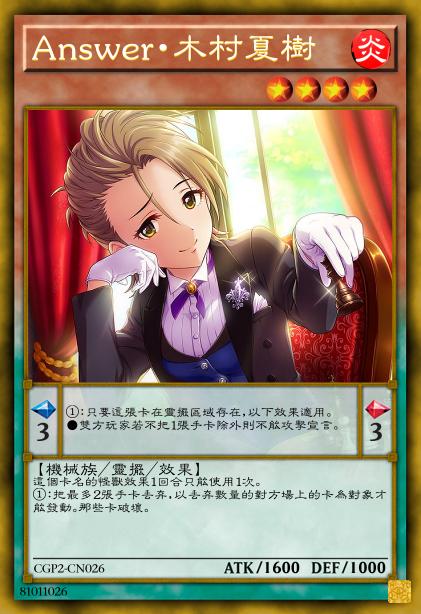 Answer・木村夏樹
炎
①：只要這張卡在靈擺區域存在，以下效果適用。
●雙方玩家若不把1張手卡除外則不能攻擊宣言。
3
3
【機械族／靈擺／效果】
這個卡名的怪獸效果1回合只能使用1次。
①：把最多2張手卡丟弃，以丟弃數量的對方場上的卡為對象才
能發動。那些卡破壞。
CGP2-CN026
ATK/1600 DEF/1000
81011026